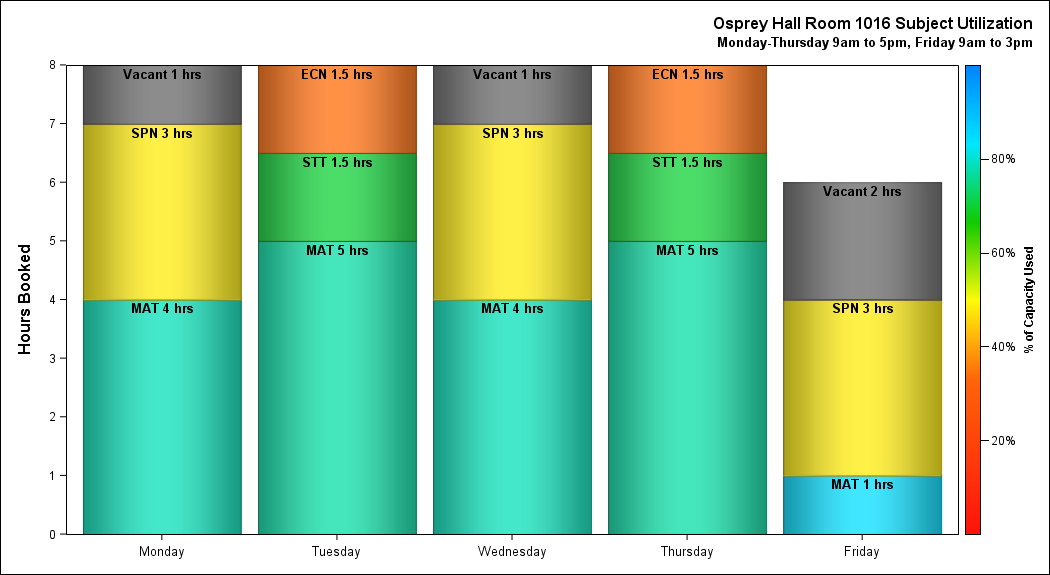 Osprey Hall Room 1016 Subject Utilization
Monday-Thursday 9am to 5pm, Friday 9am to 3pm
Hours Booked
8
7
6
5
4
3
2
1
0
Vacant 1 hrs
SPN 3 hrs
MAT 4 hrs
ECN 1.5 hrs
STT 1.5 hrs
MAT 5 hrs
Vacant 1 hrs
SPN 3 hrs
MAT 4 hrs
ECN 1.5 hrs
STT 1.5 hrs
MAT 5 hrs
Vacant 2 hrs
SPN 3 hrs
MAT 1 hrs
Monday
Tuesday
Wednesday
Thursday
Friday
80%
60%
40%
20%
% of Capacity Used